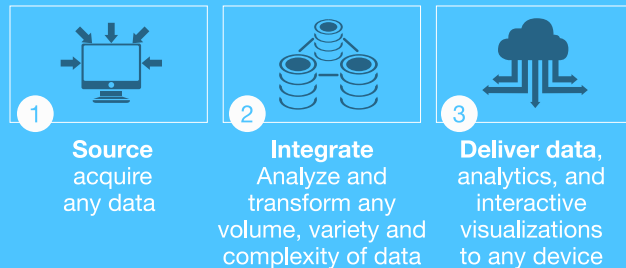 1
Source
acquire
any data
2
Integrate
Analyze and
transform any
volume, variety and
complexity of data
3
Deliver data,
analytics, and
interactive
visualizations
to any device